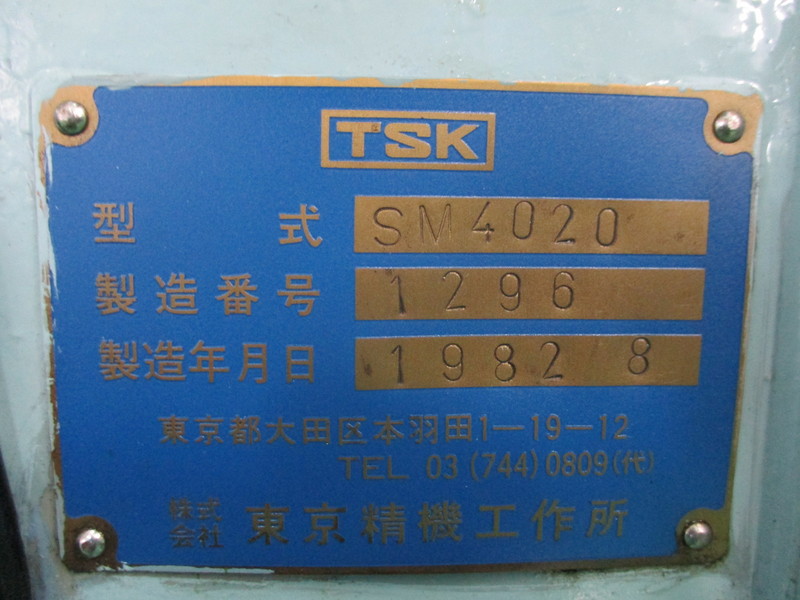 TSK
型式 SM4020
製造番号 1296
製造年月日 1982 8
東京都大田区本羽田1-19-12
TEL 03(744)0809(代)
株式会社 東京精機工作所